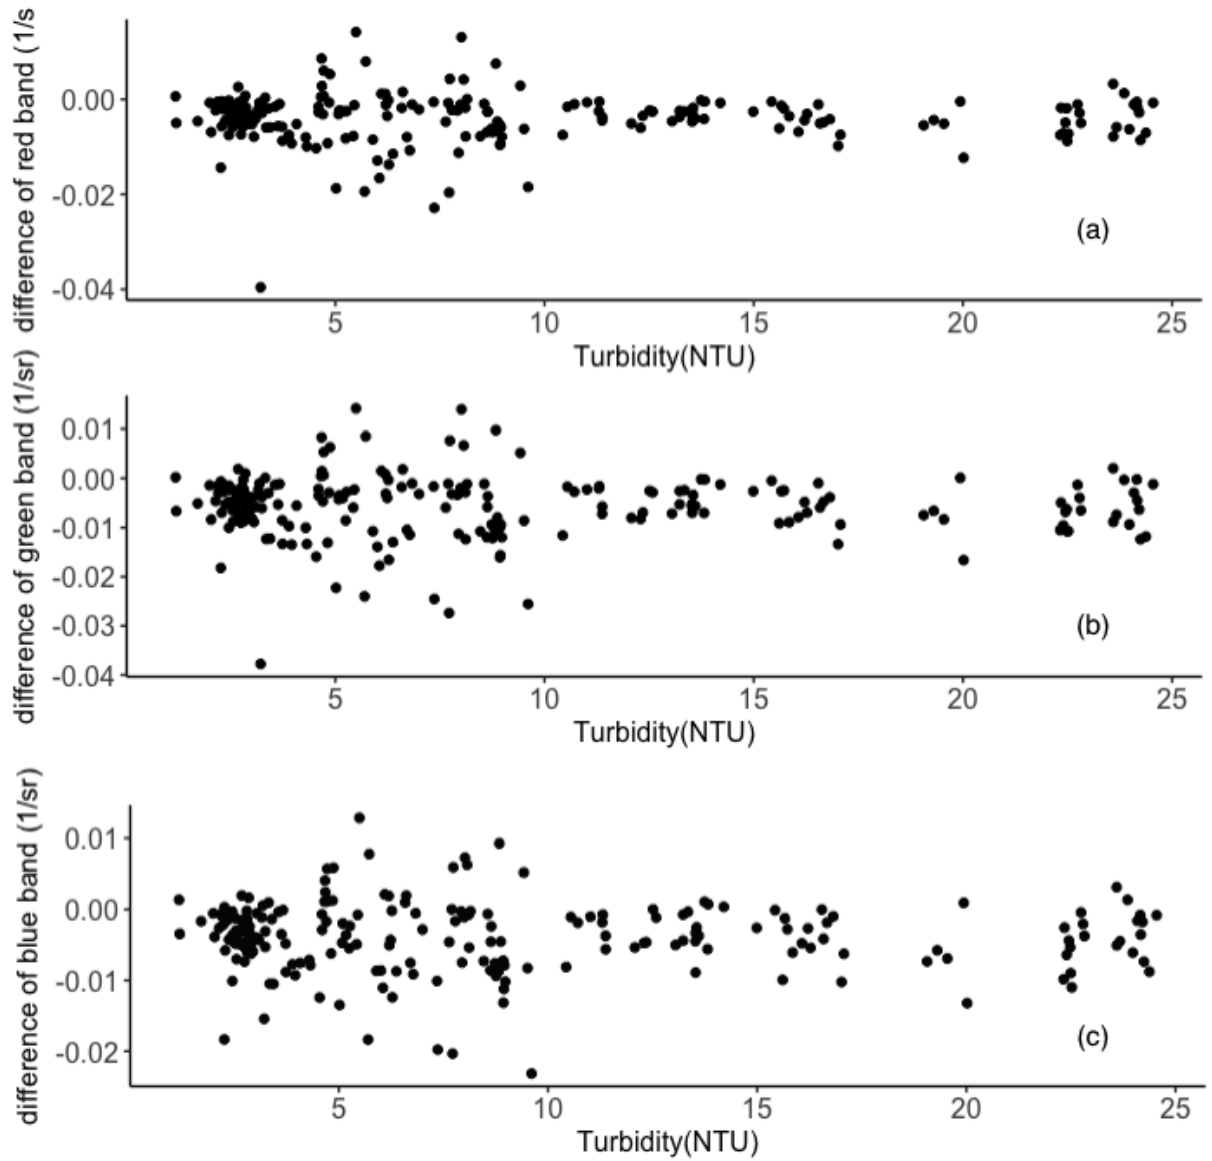 difference of red band (1/s
0.00
-0.02
-0.04
(a)
5 10 15 20 25
Turbidity(NTU)
difference of green band (1/sr)
0.01
0.00
-0.01
-0.02
-0.03
-0.04
(b)
5 10 15 20 25
Turbidity(NTU)
difference of blue band (1/sr)
0.01
0.00
-0.01
-0.02
(c)
5 10 15 20 25
Turbidity(NTU)